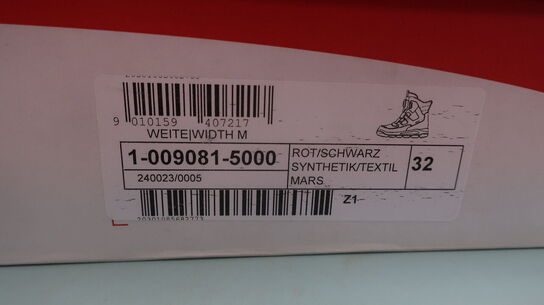 9 010159 407217
WEITE|WIDTH M
1-009081-5000
240023/0005
ROT/SCHWARZ
SYNTHETIK/TEXTIL
MARS
32
Z1